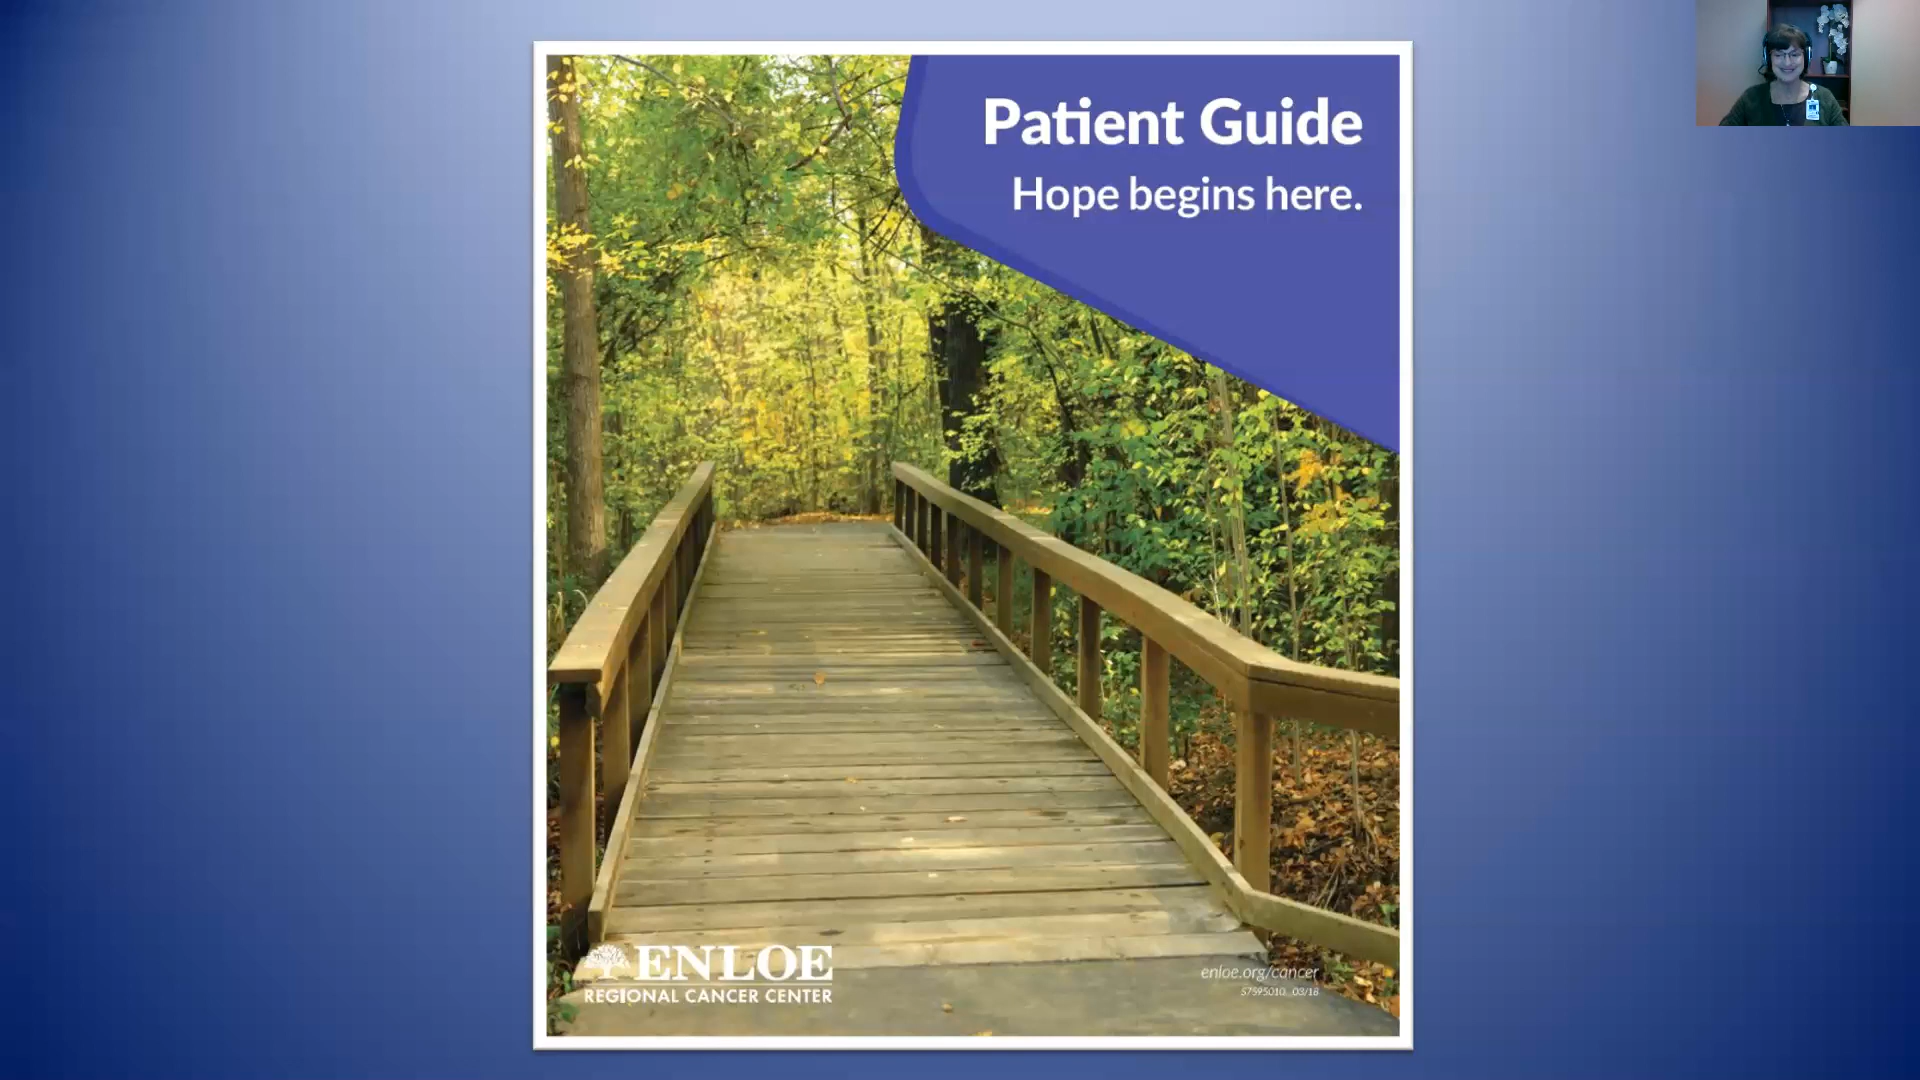 Patient Guide
Hope begins here.
ENLOE
REGIONAL CANCER CENTER
enloe.org/cancer
57595010 03/18